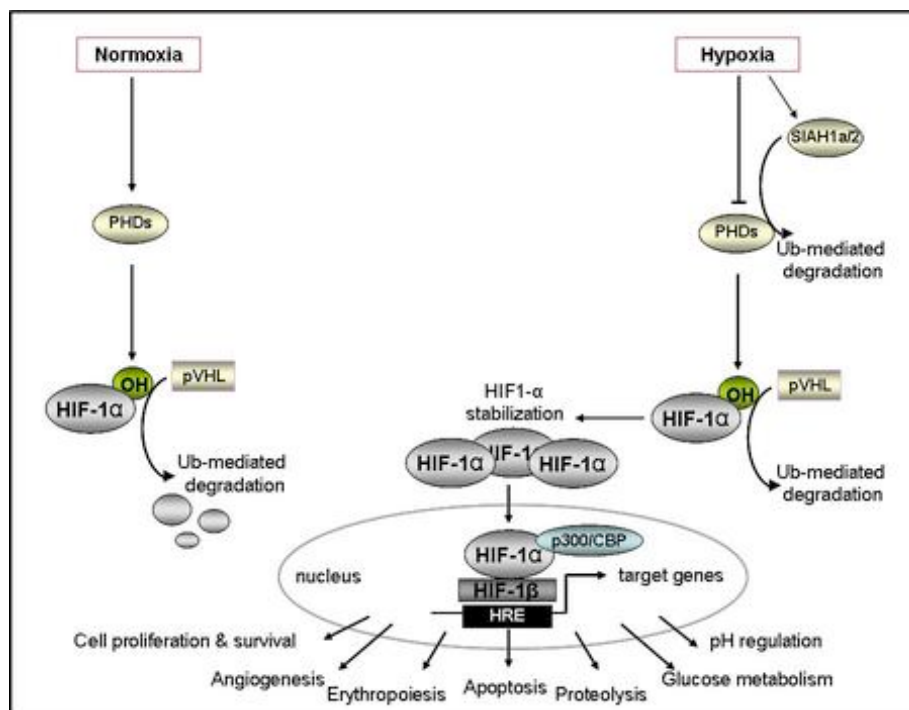 Normoxia
Hypoxia
SIAH1a/2
PHDs
PHDs
Ub-mediated
degradation
OH
pVHL
HIF-1α
Ub-mediated
degradation
HIF1-α
stabilization
OH
pVHL
HIF-1α
HIF-1α
HIF-1
HIF-1α
Ub-mediated
degradation
nucleus
HIF-1α
p300/CBP
target genes
HIF-1β
HRE
Cell proliferation & survival
Angiogenesis
Erythropoiesis
Apoptosis
Proteolysis
Glucose metabolism
pH regulation